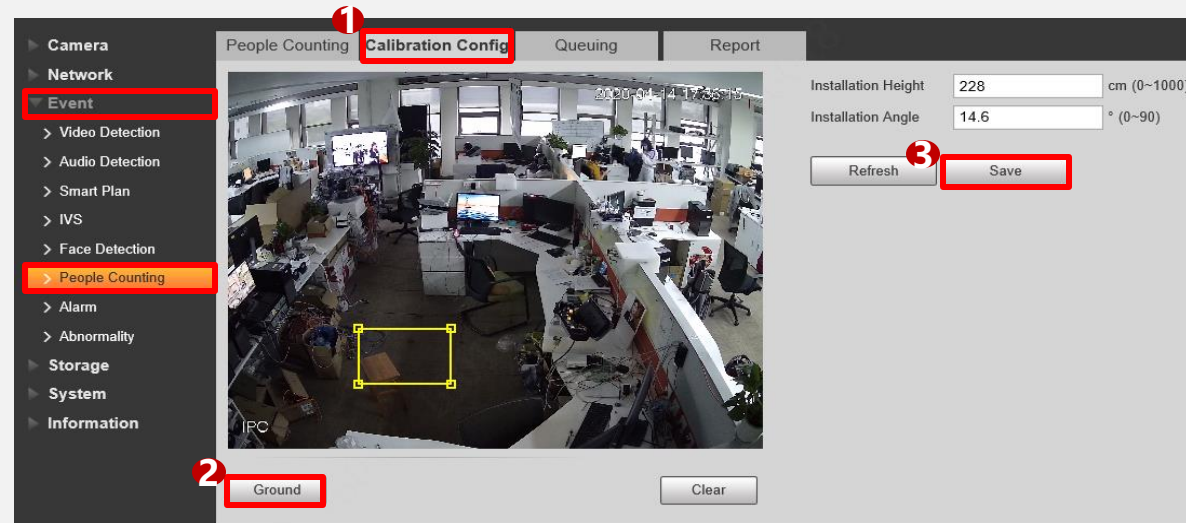 1
Camera
Network
Event
Video Detection
Audio Detection
Smart Plan
IVS
Face Detection
People Counting
Alarm
Abnormality
Storage
System
Information
People Counting Calibration Config Queuing Report
2020-04-14 17:
IPC
Installation Height 228 cm (0~1000)
Installation Angle 14.6 ° (0~90)
3
Refresh Save
2
Ground Clear